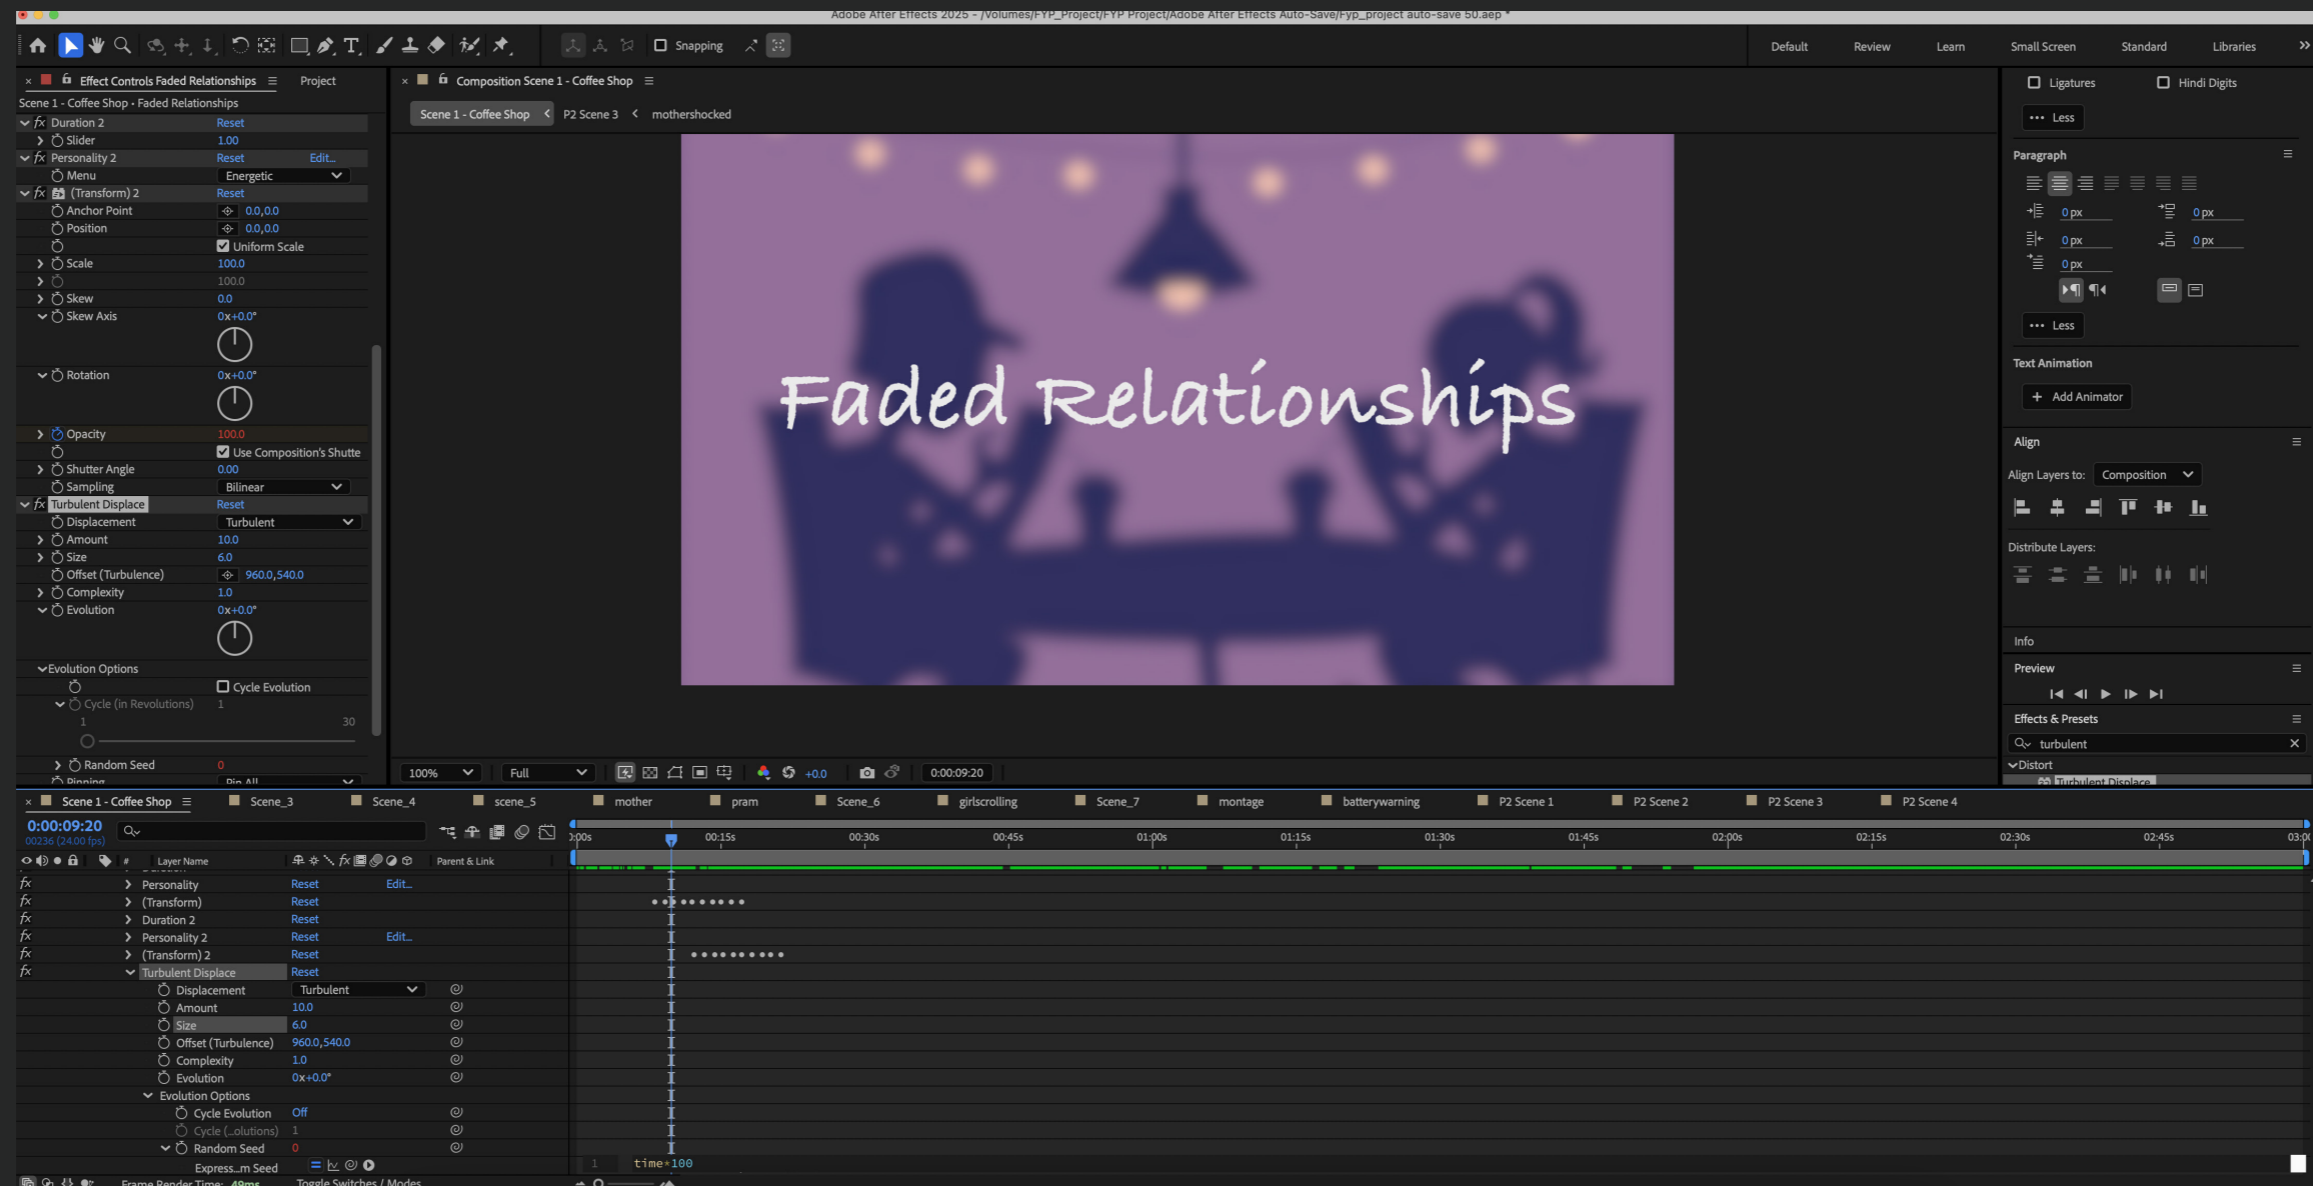 Adobe After Effects 2025 - /Volumes/FYP_Project/FYP Project/Adobe After Effects Auto-Save/Fyp_project auto-save 50.aep *
Snapping
Default Review Learn Small Screen Standard Libraries
Effect Controls Faded Relationships Project
Scene 1 - Coffee Shop • Faded Relationships
fx Duration 2 Reset
Slider 1.00
fx Personality 2 Reset Edit...
Menu Energetic
fx (Transform) 2 Reset
Anchor Point 0.0,0.0
Position 0.0,0.0
Uniform Scale
Scale 100.0
100.0
Skew 0.0
Skew Axis 0x+0.0°
Rotation 0x+0.0°
Opacity 100.0
Use Composition's Shutte
Shutter Angle 0.00
Sampling Bilinear
fx Turbulent Displace Reset
Displacement Turbulent
Amount 10.0
Size 6.0
Offset (Turbulence) 960.0,540.0
Complexity 1.0
Evolution 0x+0.0°
Evolution Options
Cycle Evolution
Cycle (in Revolutions) 1
1 30
Random Seed 0
Pinning Pin All
Composition Scene 1 - Coffee Shop
Scene 1 - Coffee Shop P2 Scene 3 mothershocked
Faded Relationships
100% Full +0.0 0:00:09:20
Ligatures Hindi Digits
Less
Paragraph
0 px 0 px
0 px 0 px
0 px
Less
Text Animation
+ Add Animator
Align
Align Layers to: Composition
Distribute Layers:
Info
Preview
Effects & Presets
turbulent
Distort
Turbulent Displace
Scene 1 - Coffee Shop Scene_3 Scene_4 scene_5 mother pram Scene_6 girlscrolling Scene_7 montage batterywarning P2 Scene 1 P2 Scene 2 P2 Scene 3 P2 Scene 4
0:00:09:20
00236 (24.00 fps)
00:15s 00:30s 00:45s 01:00s 01:15s 01:30s 01:45s 02:00s 02:15s 02:30s 02:45s
# Layer Name Parent & Link
fx Personality Reset Edit...
fx (Transform) Reset
fx Duration 2 Reset
fx Personality 2 Reset Edit...
fx (Transform) 2 Reset
fx Turbulent Displace Reset
Displacement Turbulent
Amount 10.0
Size 6.0
Offset (Turbulence) 960.0,540.0
Complexity 1.0
Evolution 0x+0.0°
Evolution Options
Cycle Evolution Off
Cycle (...olutions) 1
Random Seed 0
Express...m Seed 1 time*100
Frame Render Time: 49ms Toggle Switches / Modes